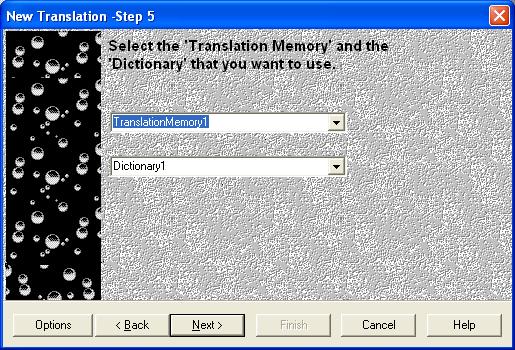 New Translation -Step 5
Select the 'Translation Memory' and the
'Dictionary' that you want to use.
TranslationMemory1
Dictionary1
Options
< Back
Next >
Finish
Cancel
Help